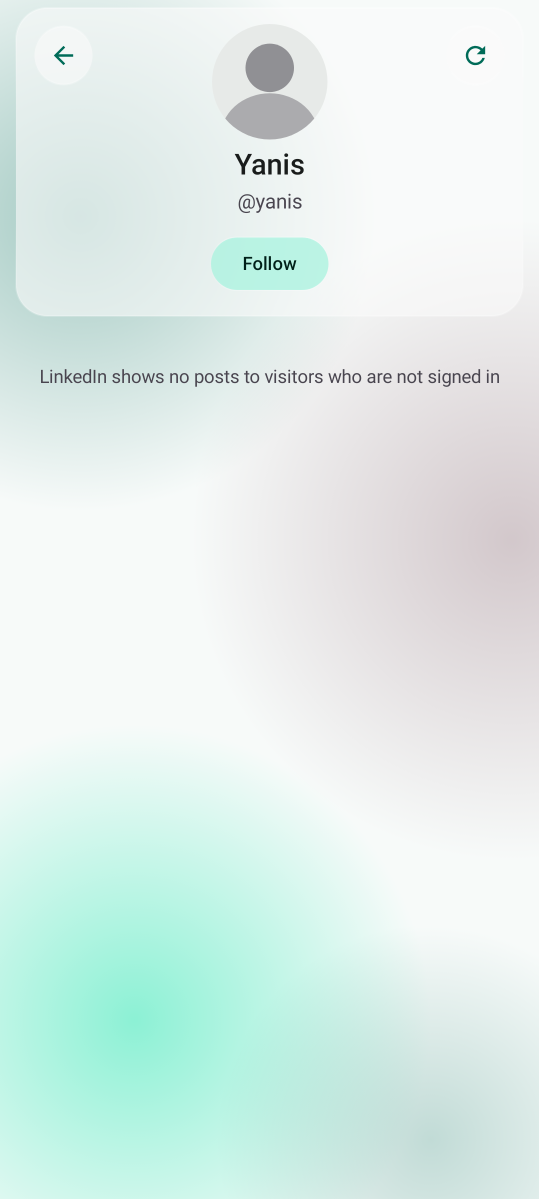 Yanis
@yanis
Follow
LinkedIn shows no posts to visitors who are not signed in